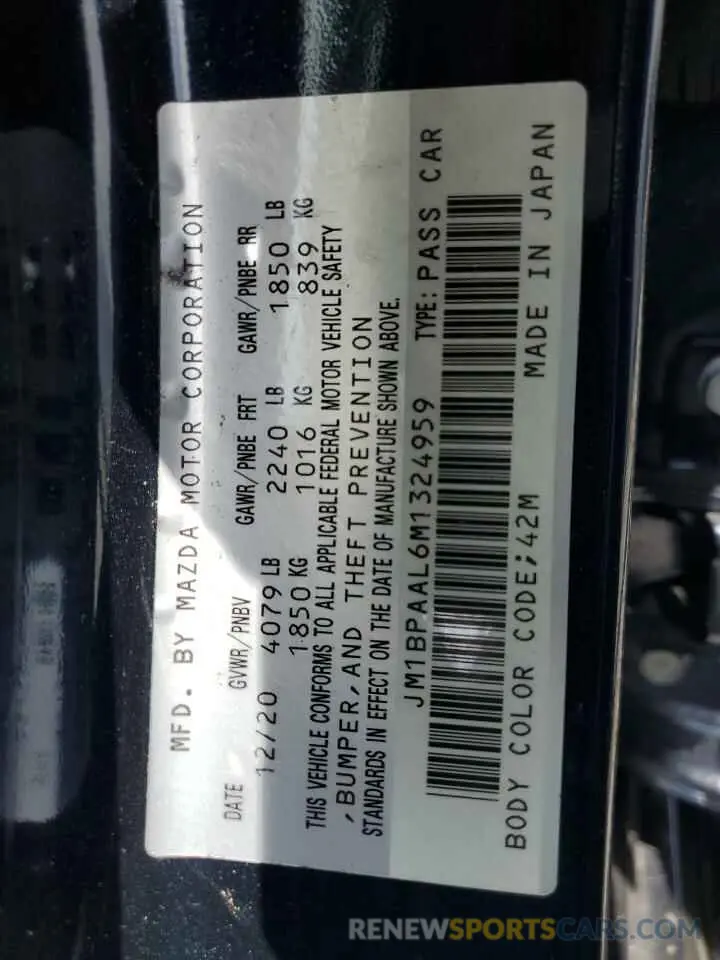 MFD. BY MAZDA MOTOR CORPORATION
DATE GVWR/PNBV GAWR/PNBE FRT GAWR/PNBE RR
12/20 4079 LB 2240 LB 1850 LB
1850 KG 1016 KG 839 KG
THIS VEHICLE CONFORMS TO ALL APPLICABLE FEDERAL MOTOR VEHICLE SAFETY
,BUMPER,AND THEFT PREVENTION
STANDARDS IN EFFECT ON THE DATE OF MANUFACTURE SHOWN ABOVE.
JM1BPAAL6M1324959 TYPE: PASS CAR
BODY COLOR CODE;42M MADE IN JAPAN
RENEWSPORTSCARS.COM